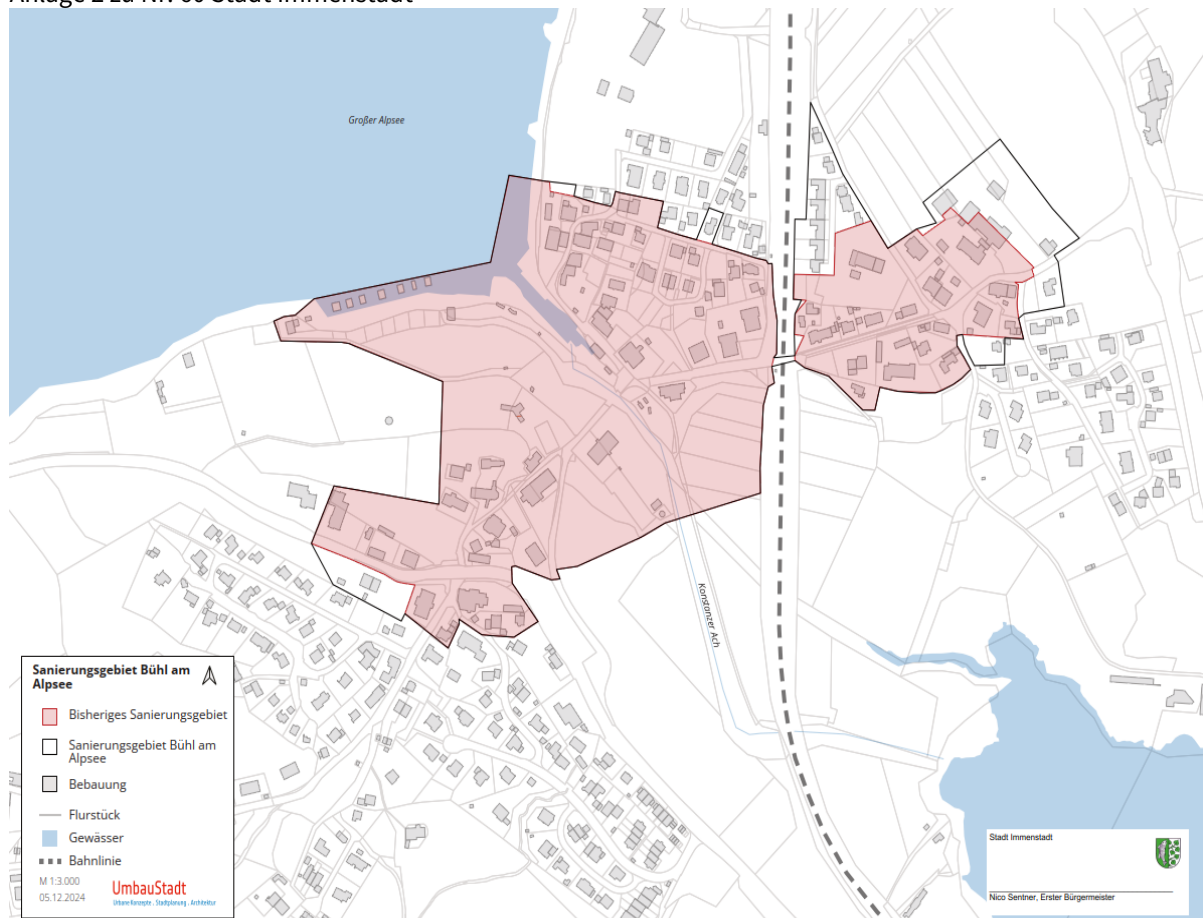 Großer Alpsee
Konstanzer Ach
Sanierungsgebiet Bühl am
Alpsee
Bisheriges Sanierungsgebiet
Sanierungsgebiet Bühl am
Alpsee
Bebauung
Flurstück
Gewässer
Bahnlinie
M 1:3.000
05.12.2024
UmbauStadt
Urbane Konzepte . Stadtplanung . Architektur
Stadt Immenstadt
Nico Sentner, Erster Bürgermeister